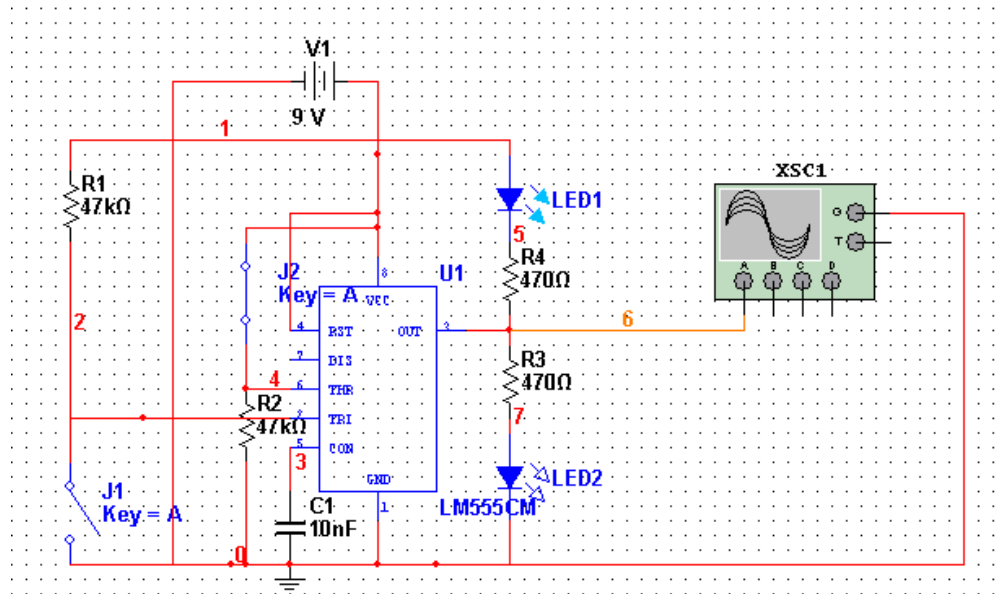 V1
9 V
1
XSC1
R1
47kΩ
LED1
G
T
A B C D
5
R4
470Ω
J2
Key = A
8
VCC
U1
2
4
RST
OUT
3
6
7
DIS
R3
470Ω
4
6
THR
R2
47kΩ
2
TRI
7
5
CON
3
GND
LED2
J1
Key = A
C1
10nF
1
LM555CM
0